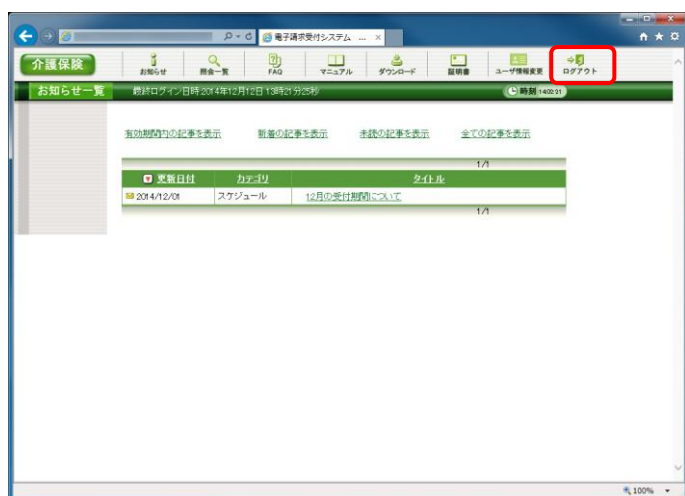 電子請求受付システム ...
介護保険
お知らせ
照会一覧
FAQ
マニュアル
ダウンロード
証明書
ユーザ情報変更
ログアウト
お知らせ一覧
最終ログイン日時 2014年12月12日 13時21分25秒
時刻 14:02:21
有効期間内の記事を表示 新着の記事を表示 未読の記事を表示 全ての記事を表示
1/1
更新日付 カテゴリ タイトル
2014/12/01 スケジュール 12月の受付期間について
1/1
100%